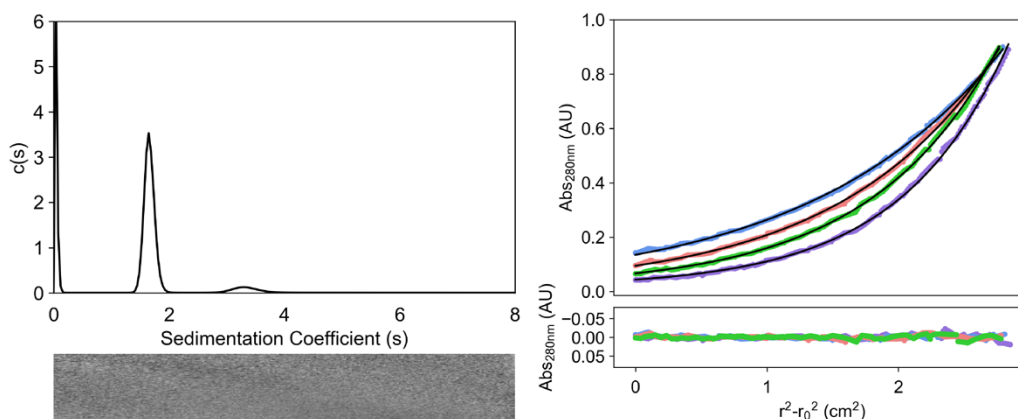 6
5
4
3
2
1
0
c(s)
0 2 4 6 8
Sedimentation Coefficient (s)
1.0
0.8
0.6
0.4
0.2
0.0
Abs280nm (AU)
−0.05
0.00
0.05
Abs280nm (AU)
0 1 2
r²-r₀² (cm²)